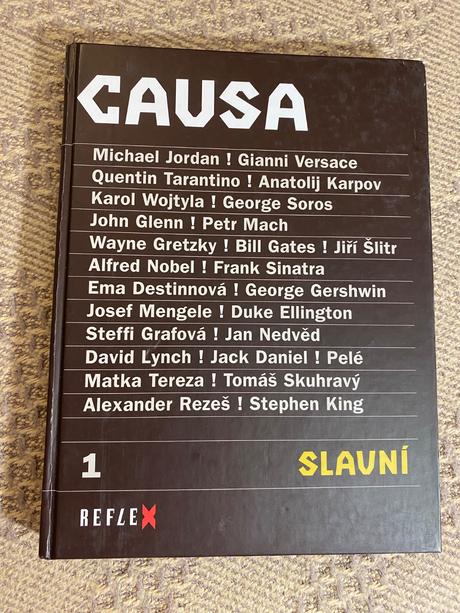 CAUSA
Michael Jordan ! Gianni Versace
Quentin Tarantino ! Anatolij Karpov
Karol Wojtyla ! George Soros
John Glenn ! Petr Mach
Wayne Gretzky ! Bill Gates ! Jiří Šlitr
Alfred Nobel ! Frank Sinatra
Ema Destinnová ! George Gershwin
Josef Mengele ! Duke Ellington
Steffi Grafová ! Jan Nedvěd
David Lynch ! Jack Daniel ! Pelé
Matka Tereza ! Tomáš Skuhravý
Alexander Rezeš ! Stephen King
1 SLAVNÍ
REFLEX